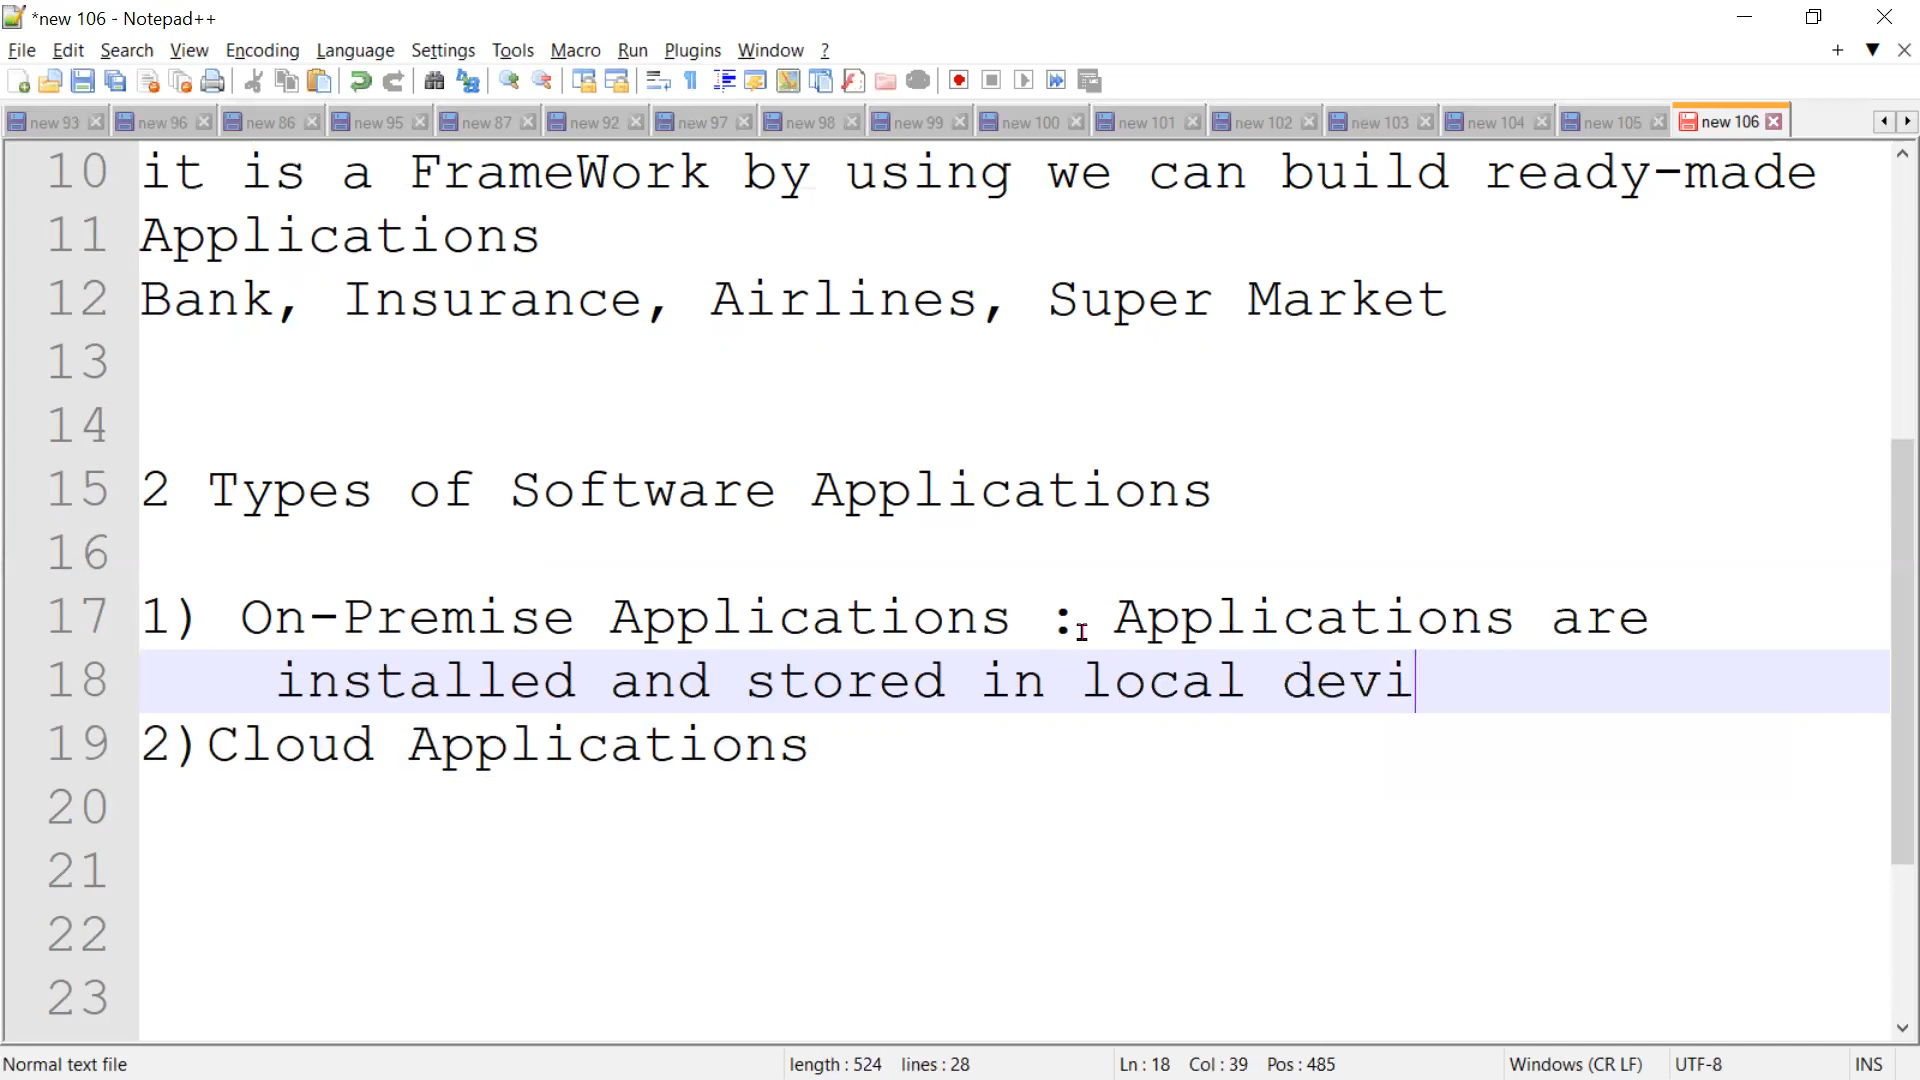 *new 106 - Notepad++
File Edit Search View Encoding Language Settings Tools Macro Run Plugins Window ?
new 93 new 96 new 86 new 95 new 87 new 92 new 97 new 98 new 99 new 100 new 101 new 102 new 103 new 104 new 105 new 106
10 it is a FrameWork by using we can build ready-made
11 Applications
12 Bank, Insurance, Airlines, Super Market
13
14
15 2 Types of Software Applications
16
17 1) On-Premise Applications : Applications are
18 installed and stored in local devi
19 2)Cloud Applications
20
21
22
23
Normal text file length : 524 lines : 28 Ln : 18 Col : 39 Pos : 485 Windows (CR LF) UTF-8 INS